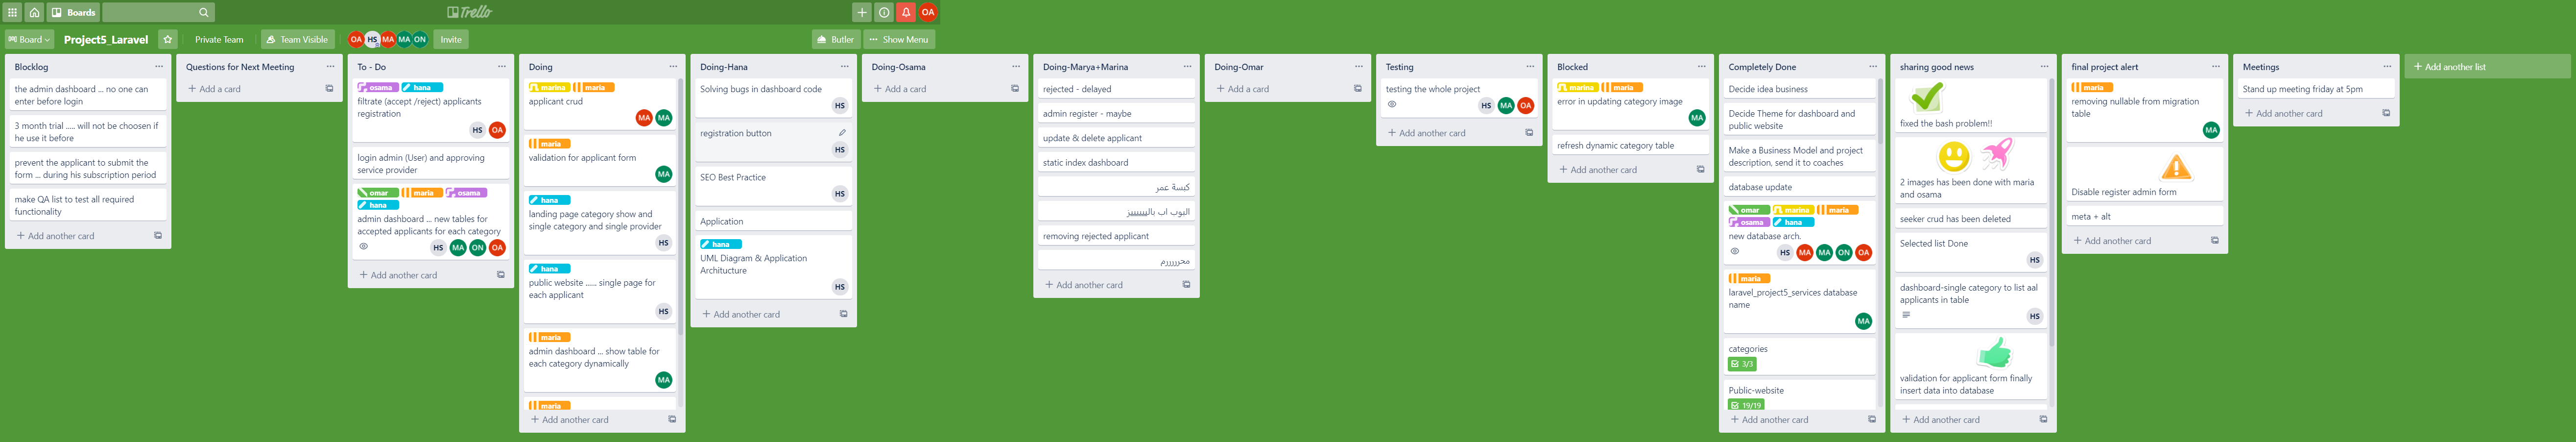 Boards
Trello
OA
Board
Project5_Laravel
Private Team
Team Visible
OA HS MA MA ON
Invite
Butler
Show Menu
Blocklog
the admin dashboard ... no one can
enter before login
3 month trial ..... will not be choosen if
he use it before
prevent the applicant to submit the
form ... during his subscription period
make QA list to test all required
functionality
+ Add another card
Questions for Next Meeting
+ Add a card
To - Do
osama hana
filtrate (accept /reject) applicants
registration
HS OA
login admin (User) and approving
service provider
omar maria osama
hana
admin dashboard ... new tables for
accepted applicants for each category
HS MA ON OA
+ Add another card
Doing
marina maria
applicant crud
MA MA
maria
validation for applicant form
MA
hana
landing page category show and
single category and single provider
HS
hana
public website ...... single page for
each applicant
HS
maria
admin dashboard ... show table for
each category dynamically
MA
maria
+ Add another card
Doing-Hana
Solving bugs in dashboard code
HS
registration button
HS
SEO Best Practice
HS
Application
hana
UML Diagram & Application
Architucture
HS
+ Add another card
Doing-Osama
+ Add a card
Doing-Marya+Marina
rejected - delayed
admin register - maybe
update & delete applicant
static index dashboard
كبسة عمر
removing rejected applicant
+ Add another card
Doing-Omar
+ Add a card
Testing
testing the whole project
HS MA OA
+ Add another card
Blocked
marina maria
error in updating category image
MA
refresh dynamic category table
+ Add another card
Completely Done
Decide idea business
Decide Theme for dashboard and
public website
Make a Business Model and project
description, send it to coaches
database update
omar marina maria
osama hana
new database arch.
HS MA MA ON OA
maria
laravel_project5_services database
name
MA
categories
3/3
Public-website
19/19
+ Add another card
sharing good news
fixed the bash problem!!
2 images has been done with maria
and osama
seeker crud has been deleted
Selected list Done
HS
dashboard-single category to list aal
applicants in table
HS
validation for applicant form finally
insert data into database
+ Add another card
final project alert
maria
removing nullable from migration
table
MA
Disable register admin form
meta + alt
+ Add another card
Meetings
Stand up meeting friday at 5pm
+ Add another card
+ Add another list